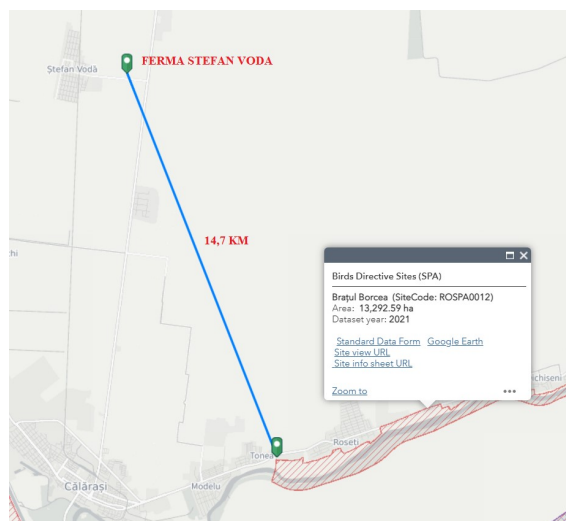 FERMA STEFAN VODA
Ștefan Vodă
14,7 KM
hi
Birds Directive Sites (SPA)
Brațul Borcea (SiteCode: ROSPA0012)
Area: 13,292.59 ha
Dataset year: 2021
Standard Data Form Google Earth
Site view URL
Site info sheet URL
Zoom to
chiseni
Roseti
Tonea
Modelu
Călărași